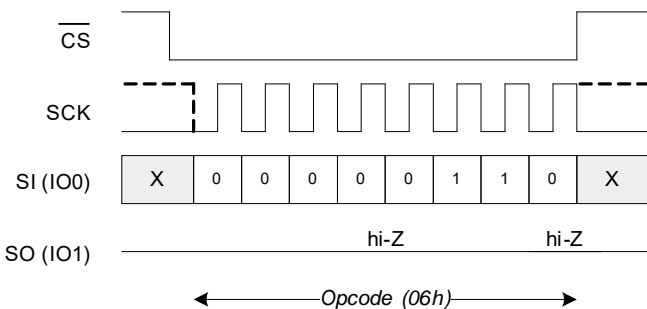 CS
SCK
SI (IO0) X 0 0 0 0 0 1 1 0 X
hi-Z hi-Z
SO (IO1)
Opcode (06h)